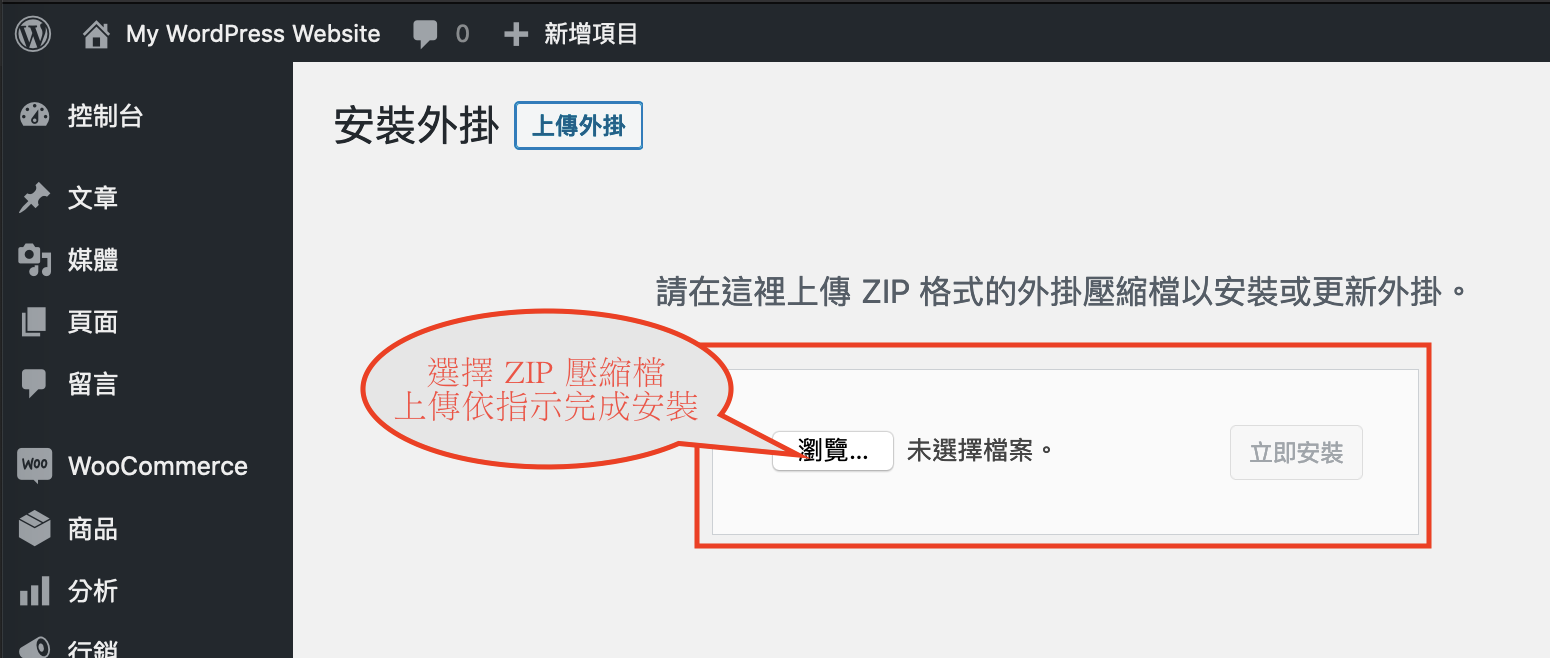 My WordPress Website 0 新增項目
控制台
文章
媒體
頁面
留言
WooCommerce
商品
分析
行銷
安裝外掛 上傳外掛
請在這裡上傳 ZIP 格式的外掛壓縮檔以安裝或更新外掛。
選擇 ZIP 壓縮檔
上傳依指示完成安裝
瀏覽... 未選擇檔案。 立即安裝